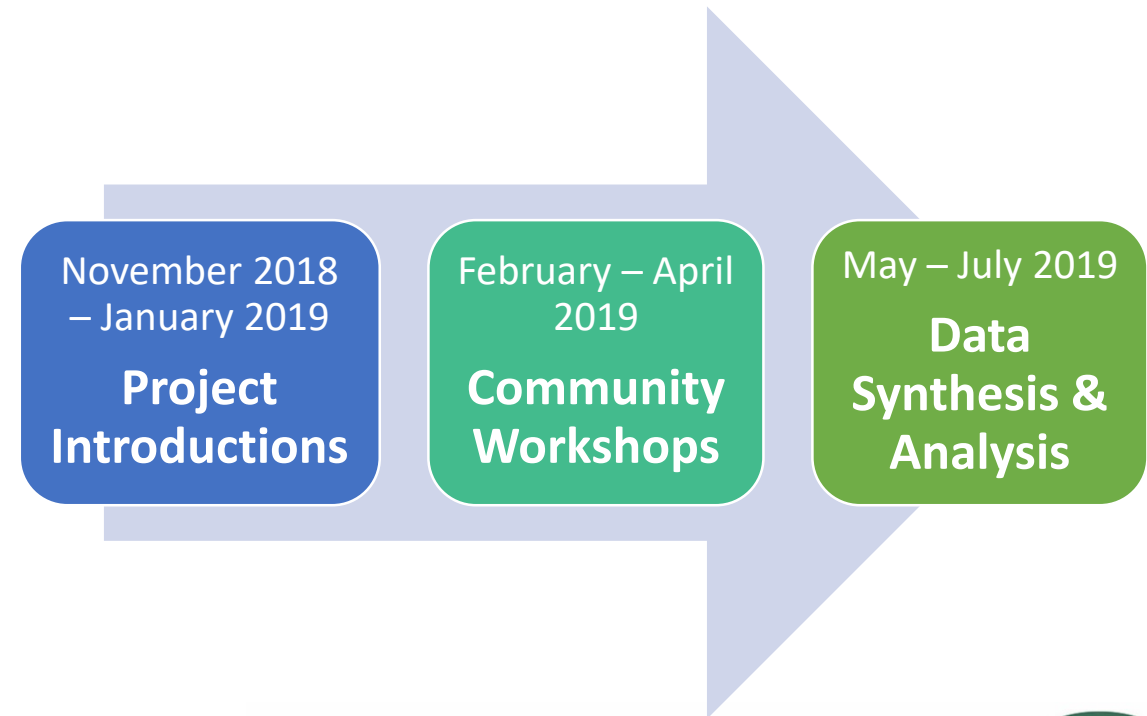 November 2018
– January 2019
Project
Introductions
February – April
2019
Community
Workshops
May – July 2019
Data
Synthesis &
Analysis